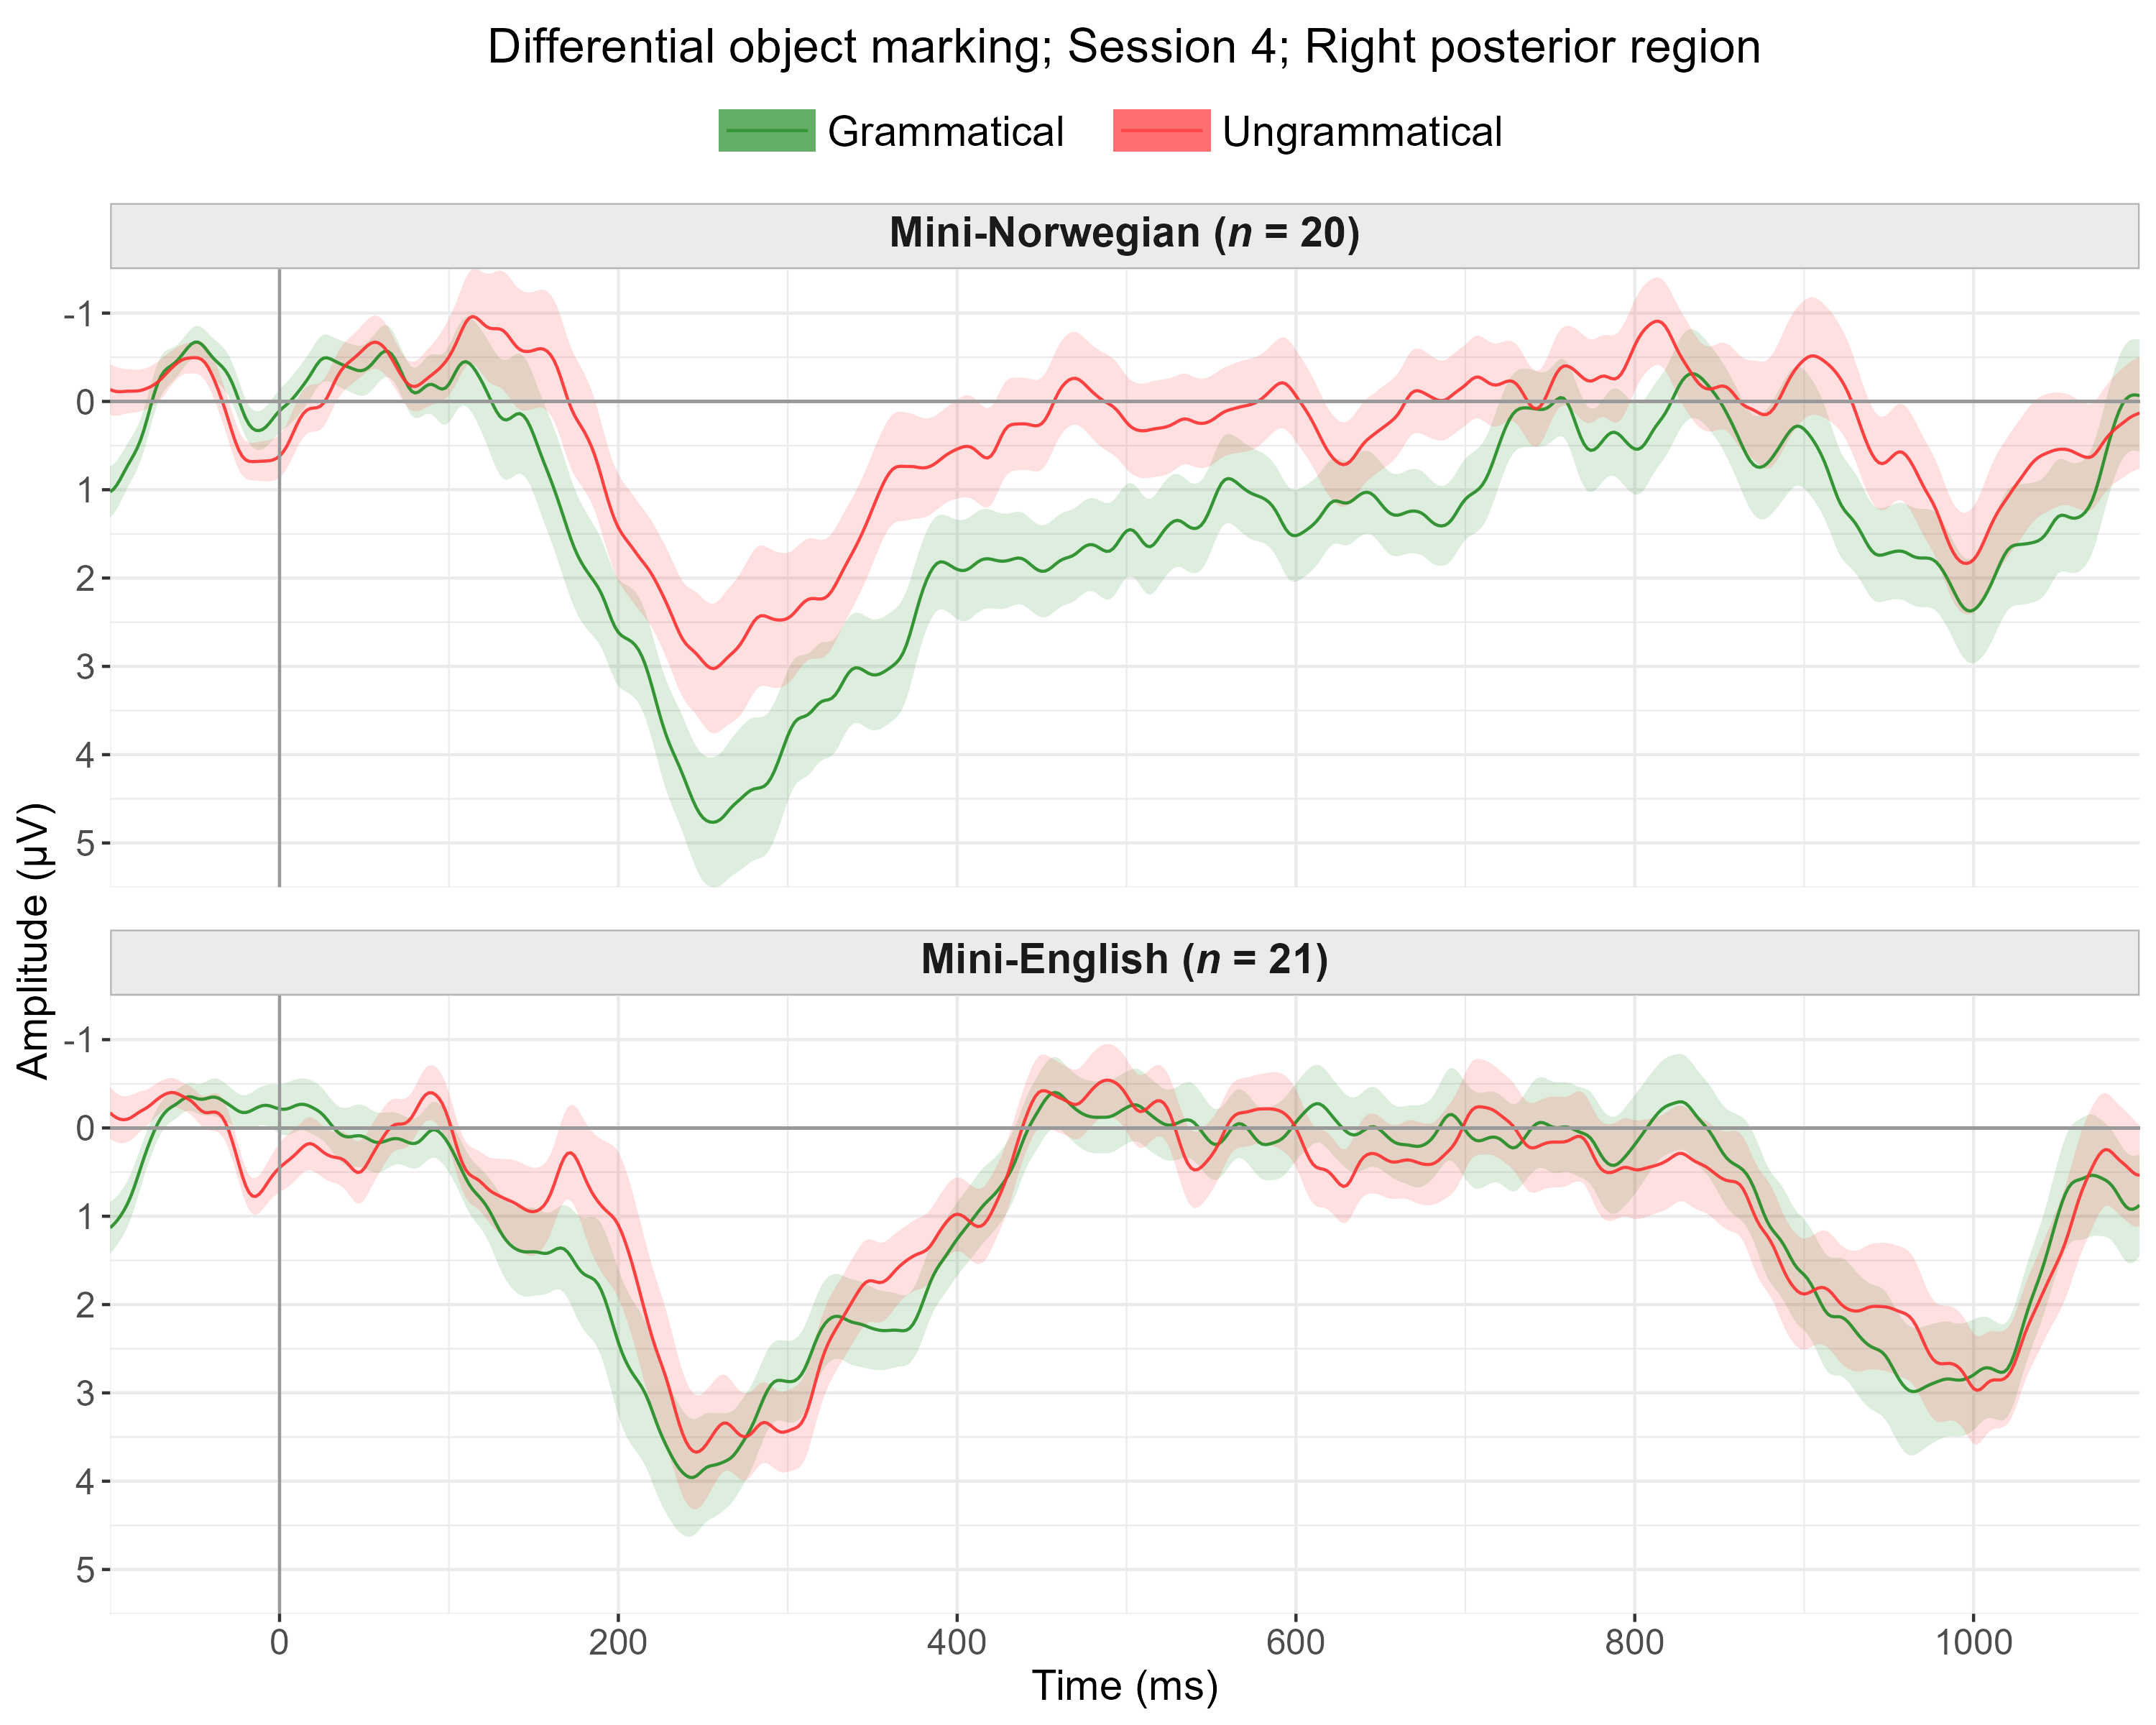 Differential object marking; Session 4; Right posterior region
Grammatical
Ungrammatical
Mini-Norwegian (n = 20)
-1
0
1
2
3
4
5
Amplitude (µV)
Mini-English (n = 21)
-1
0
1
2
3
4
5
0 200 400 600 800 1000
Time (ms)